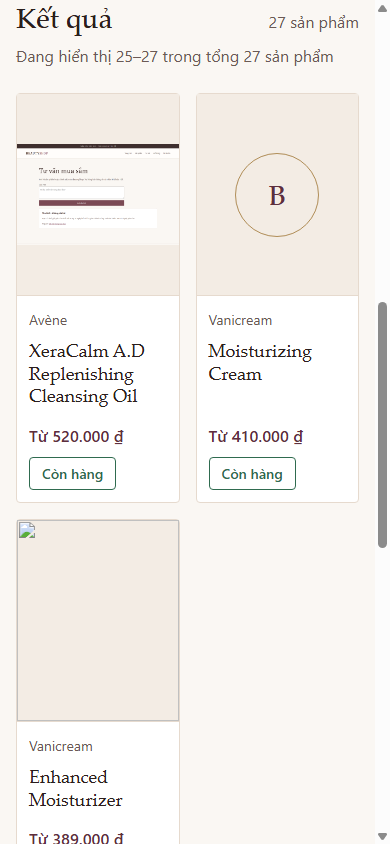 Kết quả
27 sản phẩm
Đang hiển thị 25–27 trong tổng 27 sản phẩm
Tư vấn mua sắm
Avène
XeraCalm A.D
Replenishing
Cleansing Oil
Từ 520.000 ₫
Còn hàng
B
Vanicream
Moisturizing
Cream
Từ 410.000 ₫
Còn hàng
Vanicream
Enhanced
Moisturizer
Từ 389.000 ₫